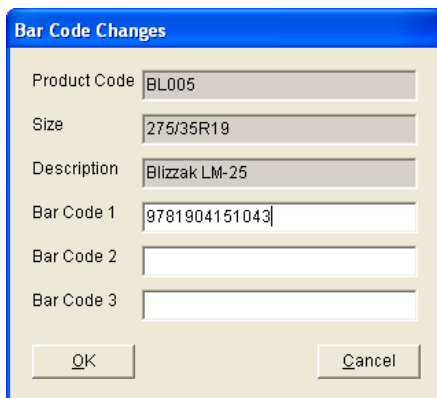 Bar Code Changes
Product Code BL005
Size 275/35R19
Description Blizzak LM-25
Bar Code 1 9781904151043
Bar Code 2
Bar Code 3
OK Cancel